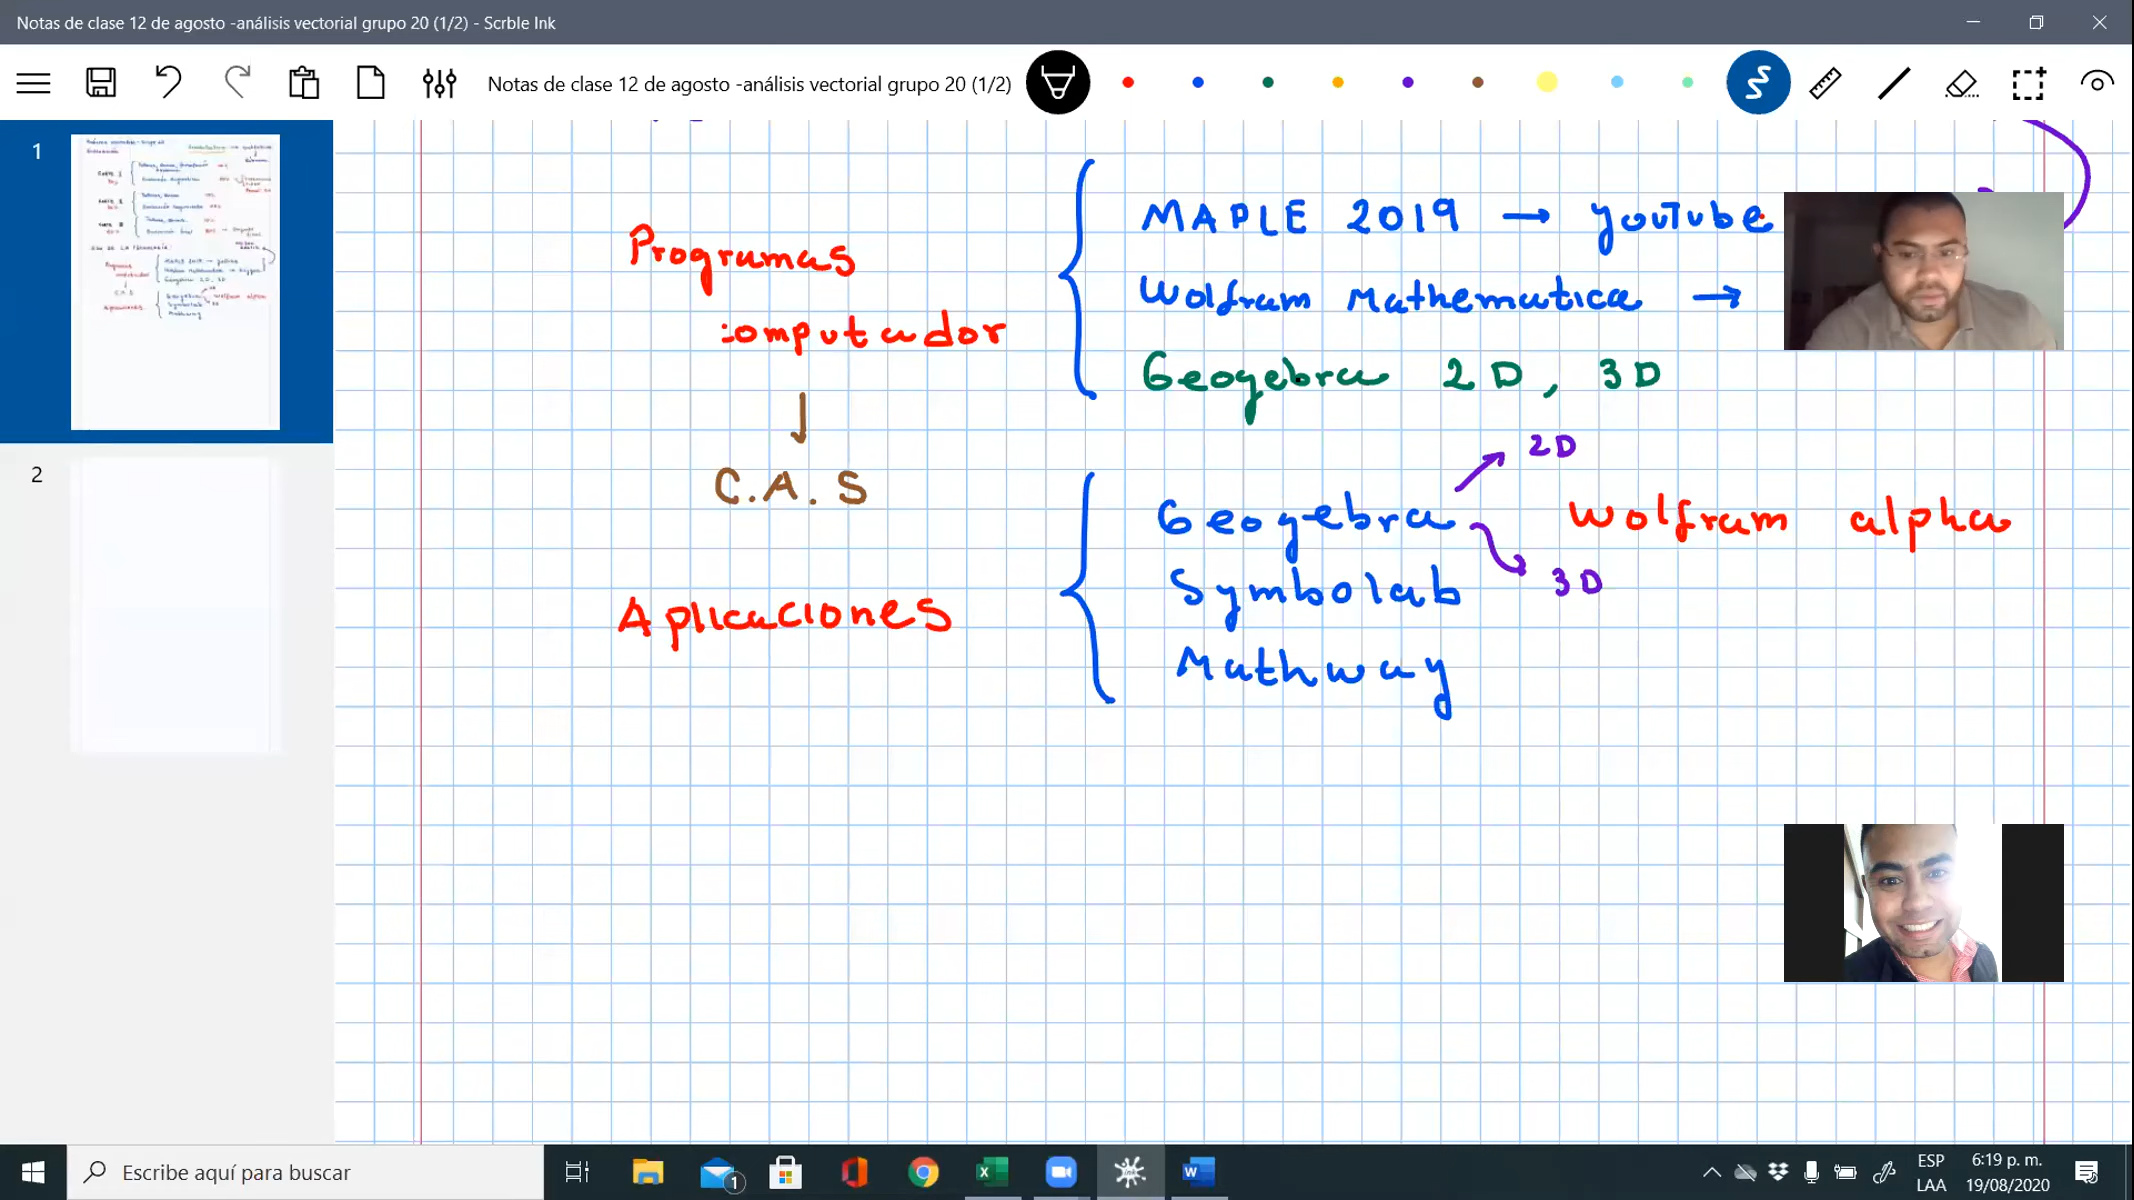 Notas de clase 12 de agosto -análisis vectorial grupo 20 (1/2) - Scrble Ink
Notas de clase 12 de agosto -análisis vectorial grupo 20 (1/2)
1
2
Programas
computador
C.A.S
MAPLE 2019 → youTube
Wolfram Mathematica →
Geogebra 2D, 3D
Aplicaciones
Geogebra
2D
3D
Wolfram alpha
Symbolab
Mathway
Escribe aquí para buscar
1
ESP
LAA
6:19 p. m.
19/08/2020